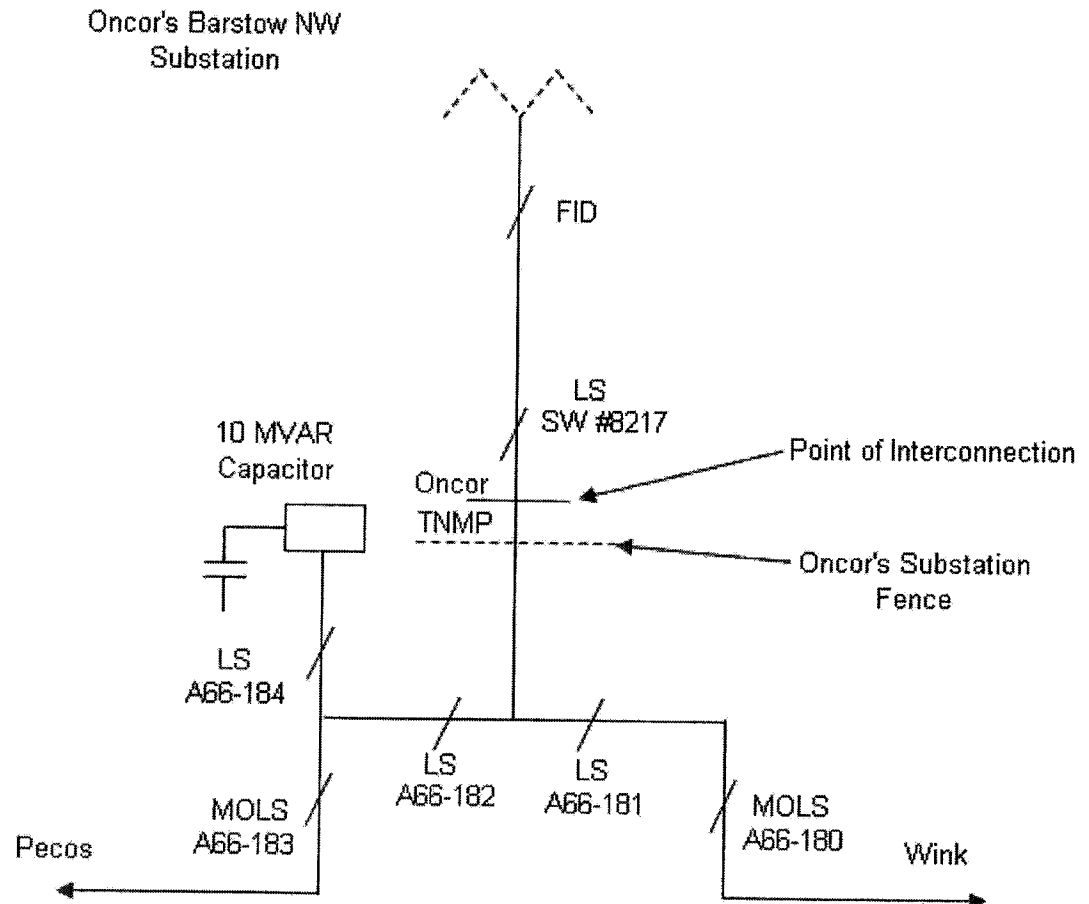 Oncor's Barstow NW
Substation
FID
LS
SW #8217
10 MVAR
Capacitor
Point of Interconnection
Oncor
TNMP
Oncor's Substation
Fence
LS
A66-184
LS
A66-182
LS
A66-181
MOLS
A66-183
MOLS
A66-180
Pecos
Wink